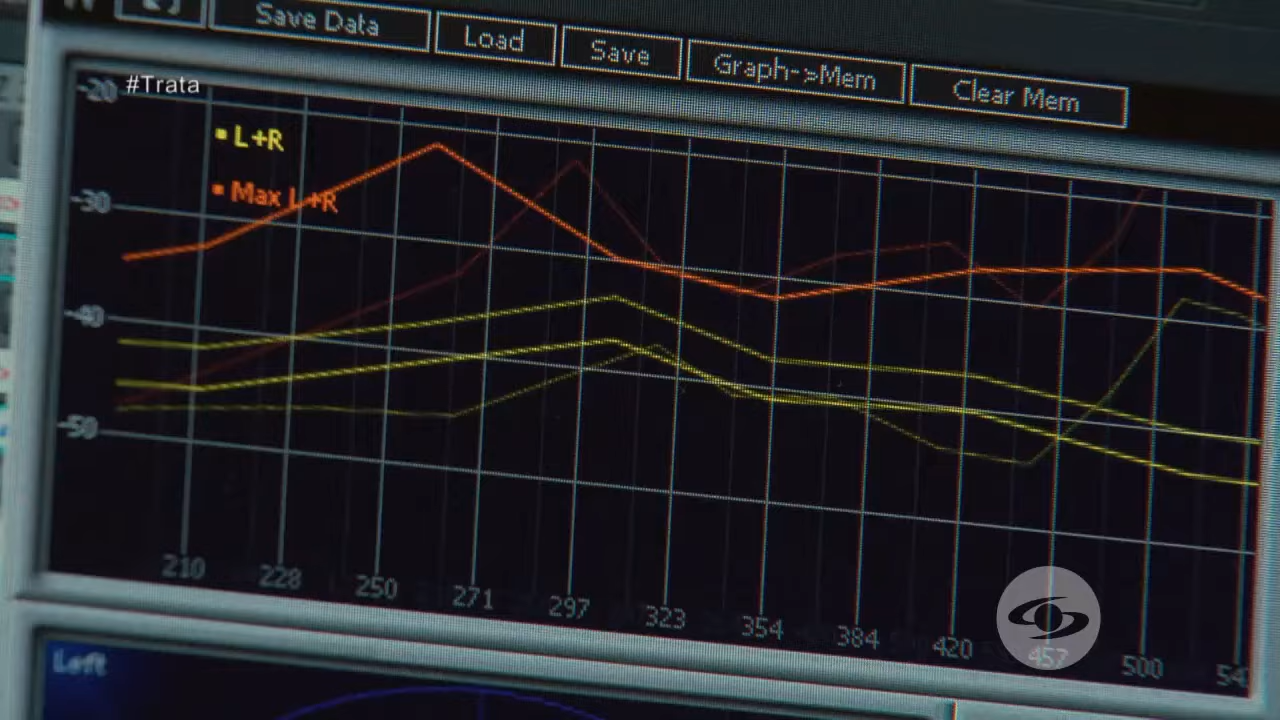 Save Data
Load
Save
Graph->Mem
Clear Mem
#Trata
-20
-30
-40
-50
L+R
Max L+R
210
228
250
271
297
323
354
384
420
457
500
Left